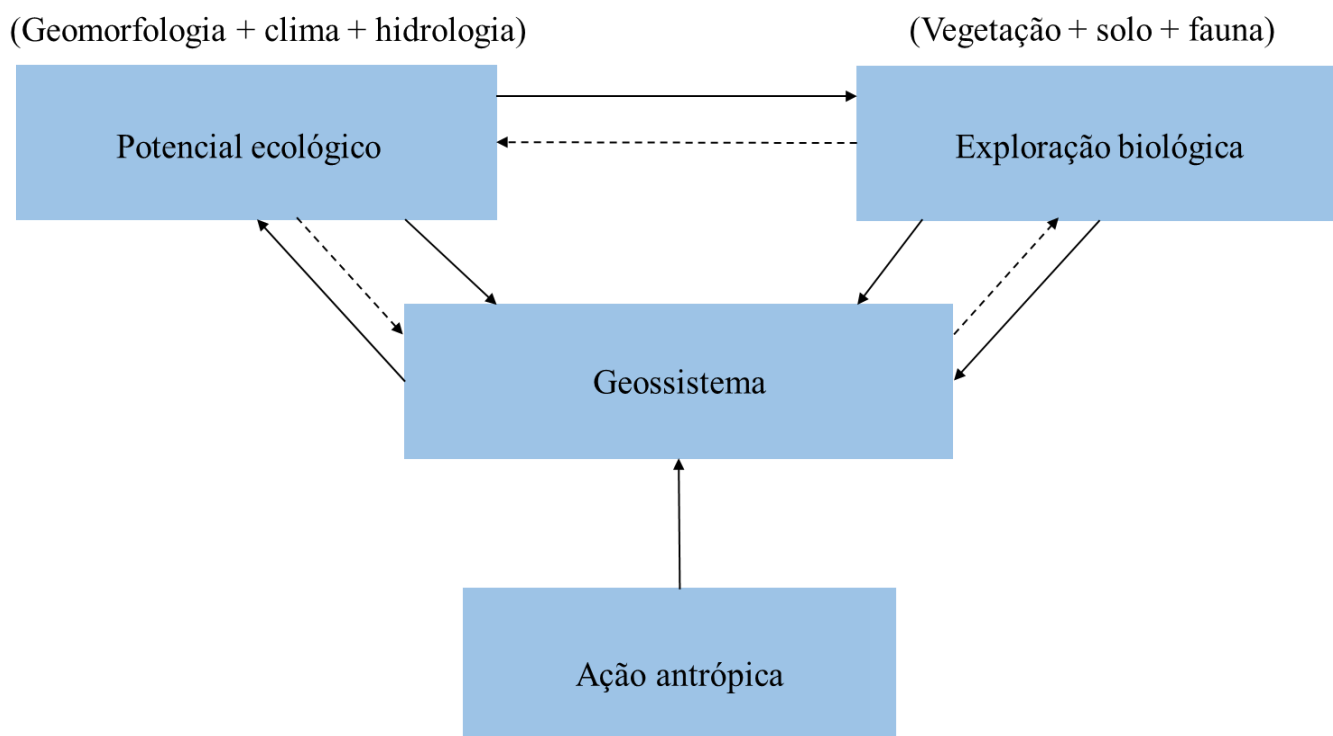 (Geomorfologia + clima + hidrologia)
(Vegetação + solo + fauna)
Potencial ecológico
Exploração biológica
Geossistema
Ação antrópica